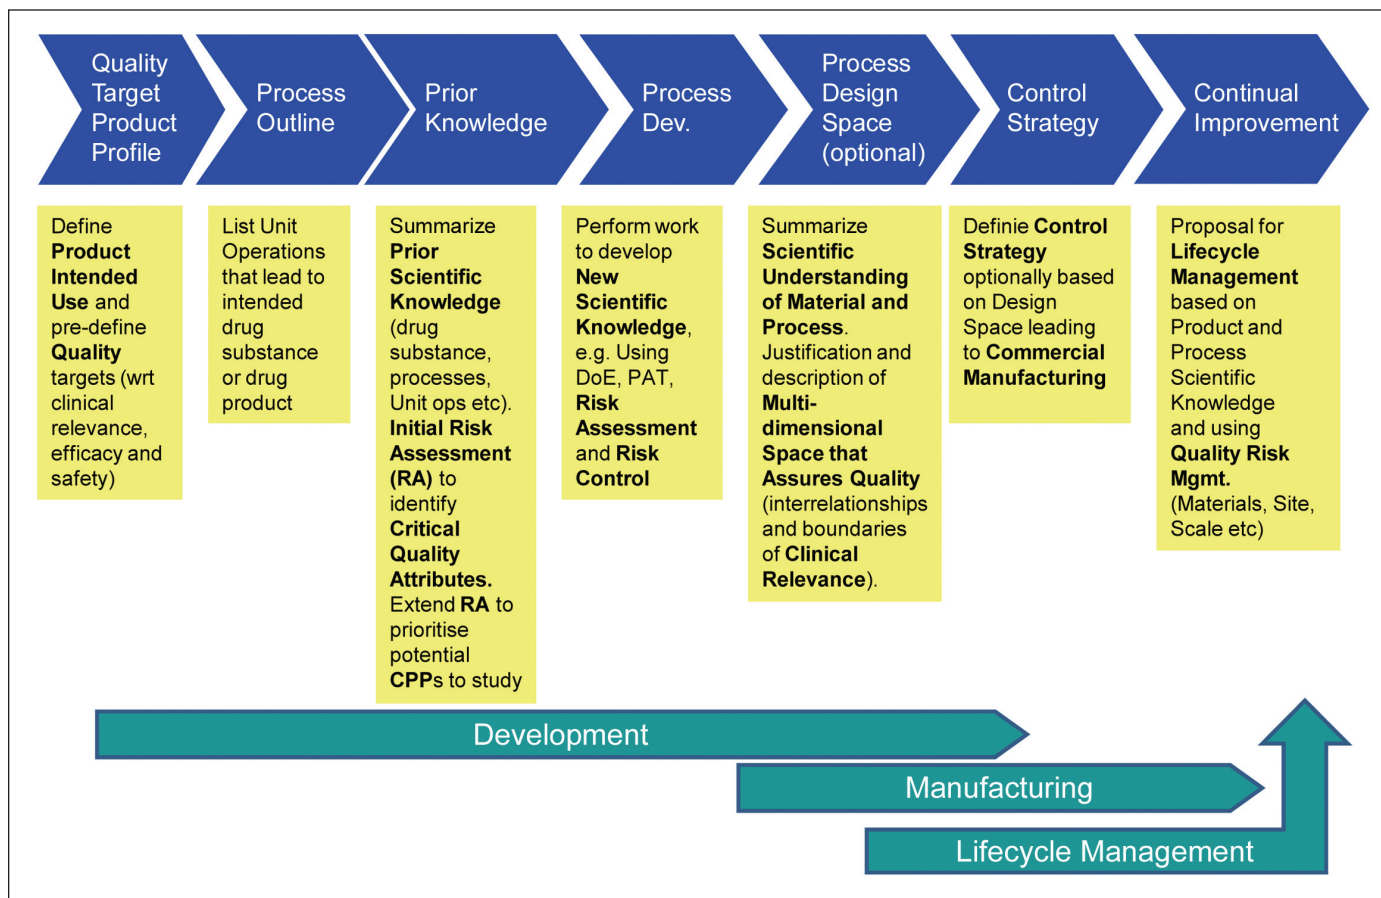 Quality
Target
Product
Profile
Process
Outline
Prior
Knowledge
Process
Dev.
Process
Design
Space
(optional)
Control
Strategy
Continual
Improvement
Define
Product
Intended
Use and
pre-define
Quality
targets (wrt
clinical
relevance,
efficacy and
safety)
List Unit
Operations
that lead to
intended
drug
substance
or drug
product
Summarize
Prior
Scientific
Knowledge
(drug
substance,
processes,
Unit ops etc).
Initial Risk
Assessment
(RA) to
identify
Critical
Quality
Attributes.
Extend RA to
prioritise
potential
CPPs to study
Perform work
to develop
New
Scientific
Knowledge,
e.g. Using
DoE, PAT,
Risk
Assessment
and Risk
Control
Summarize
Scientific
Understanding
of Material and
Process.
Justification and
description of
Multi-
dimensional
Space that
Assures Quality
(interrelationships
and boundaries
of Clinical
Relevance).
Definie Control
Strategy
optionally based
on Design
Space leading
to Commercial
Manufacturing
Proposal for
Lifecycle
Management
based on
Product and
Process
Scientific
Knowledge
and using
Quality Risk
Mgmt.
(Materials, Site,
Scale etc)
Development
Manufacturing
Lifecycle Management